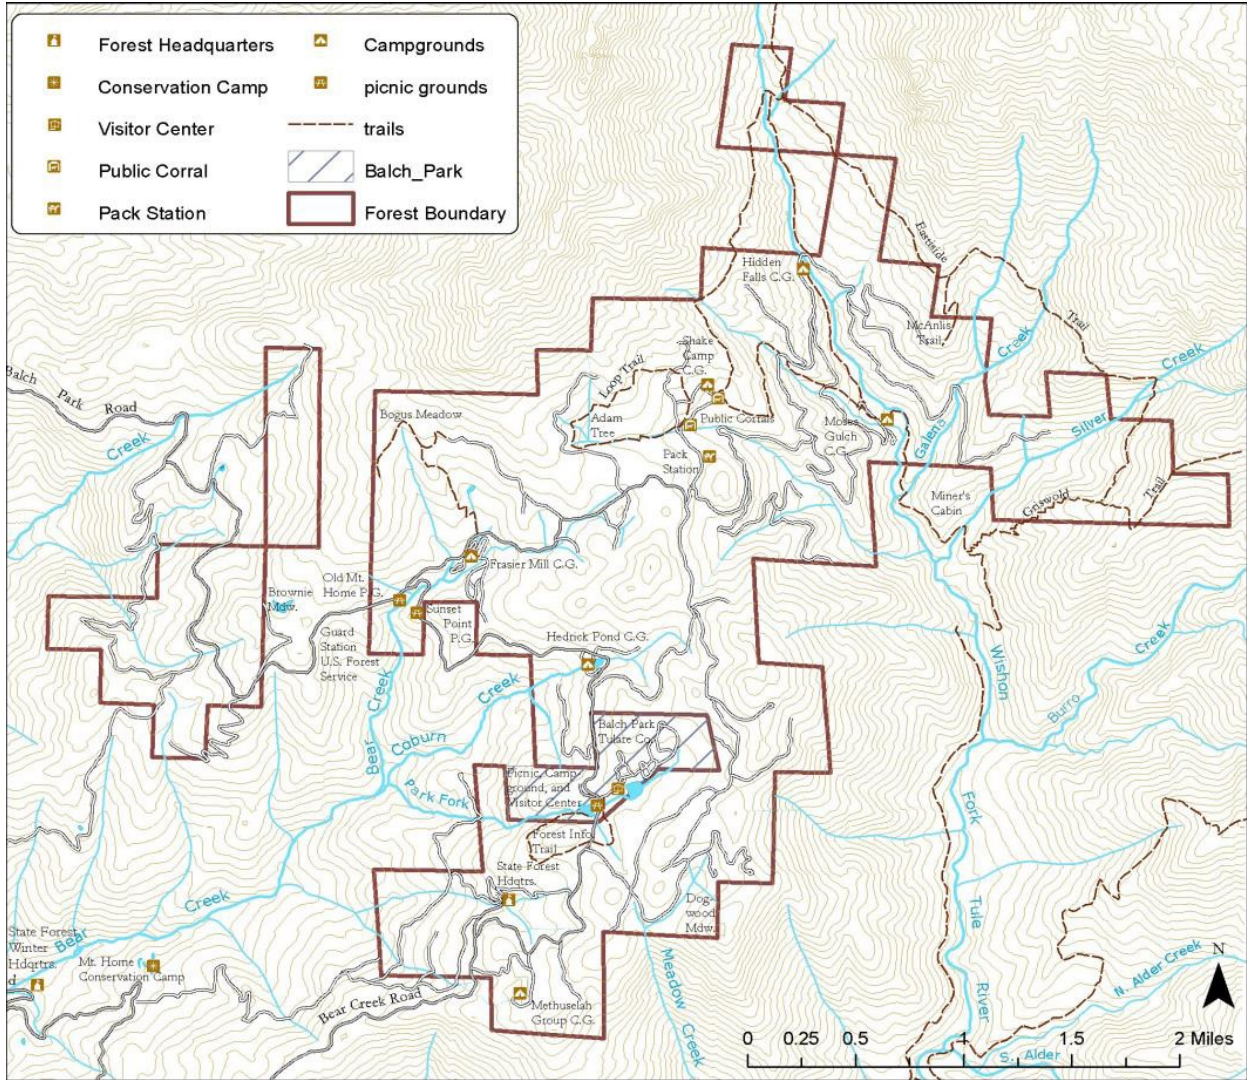 Forest Headquarters
Campgrounds
Conservation Camp
picnic grounds
Visitor Center
trails
Public Corral
Balch_Park
Pack Station
Forest Boundary
Eastside
Trail
Hidden
Falls C.G.
McAnlis
Trail
Creek
Creek
Shake
Camp
C.G.
Loop Trail
Balch
Park
Road
Bogus Meadow
Adam
Tree
Public Corrals
Moses
Gulch
C.G.
Galena
Silver
Creek
Pack
Station
Miner's
Cabin
Griswold
Trail
Frasier Mill C.G.
Old Mt.
Home P.G.
Brownie
Mdw.
Sunset
Point
P.G.
Guard
Station
U.S. Forest
Service
Hedrick Pond C.G.
Wishon
Burro
Creek
Creek
Bear
Coburn
Creek
Balch Park
Tulare Co.
Picnic, Camp
ground, and
Visitor Center
Park Fork
Fork
Forest Info
Trail
State Forest
Hdqtrs.
Dog-
wood
Mdw.
Tule
Creek
Bear
State Forest
Winter
Hdqrtrs.
d
Mt. Home
Conservation Camp
Bear Creek Road
Methuselah
Group C.G.
Meadow
Creek
River
N. Alder Creek
S. Alder
N
0 0.25 0.5 1 1.5 2 Miles